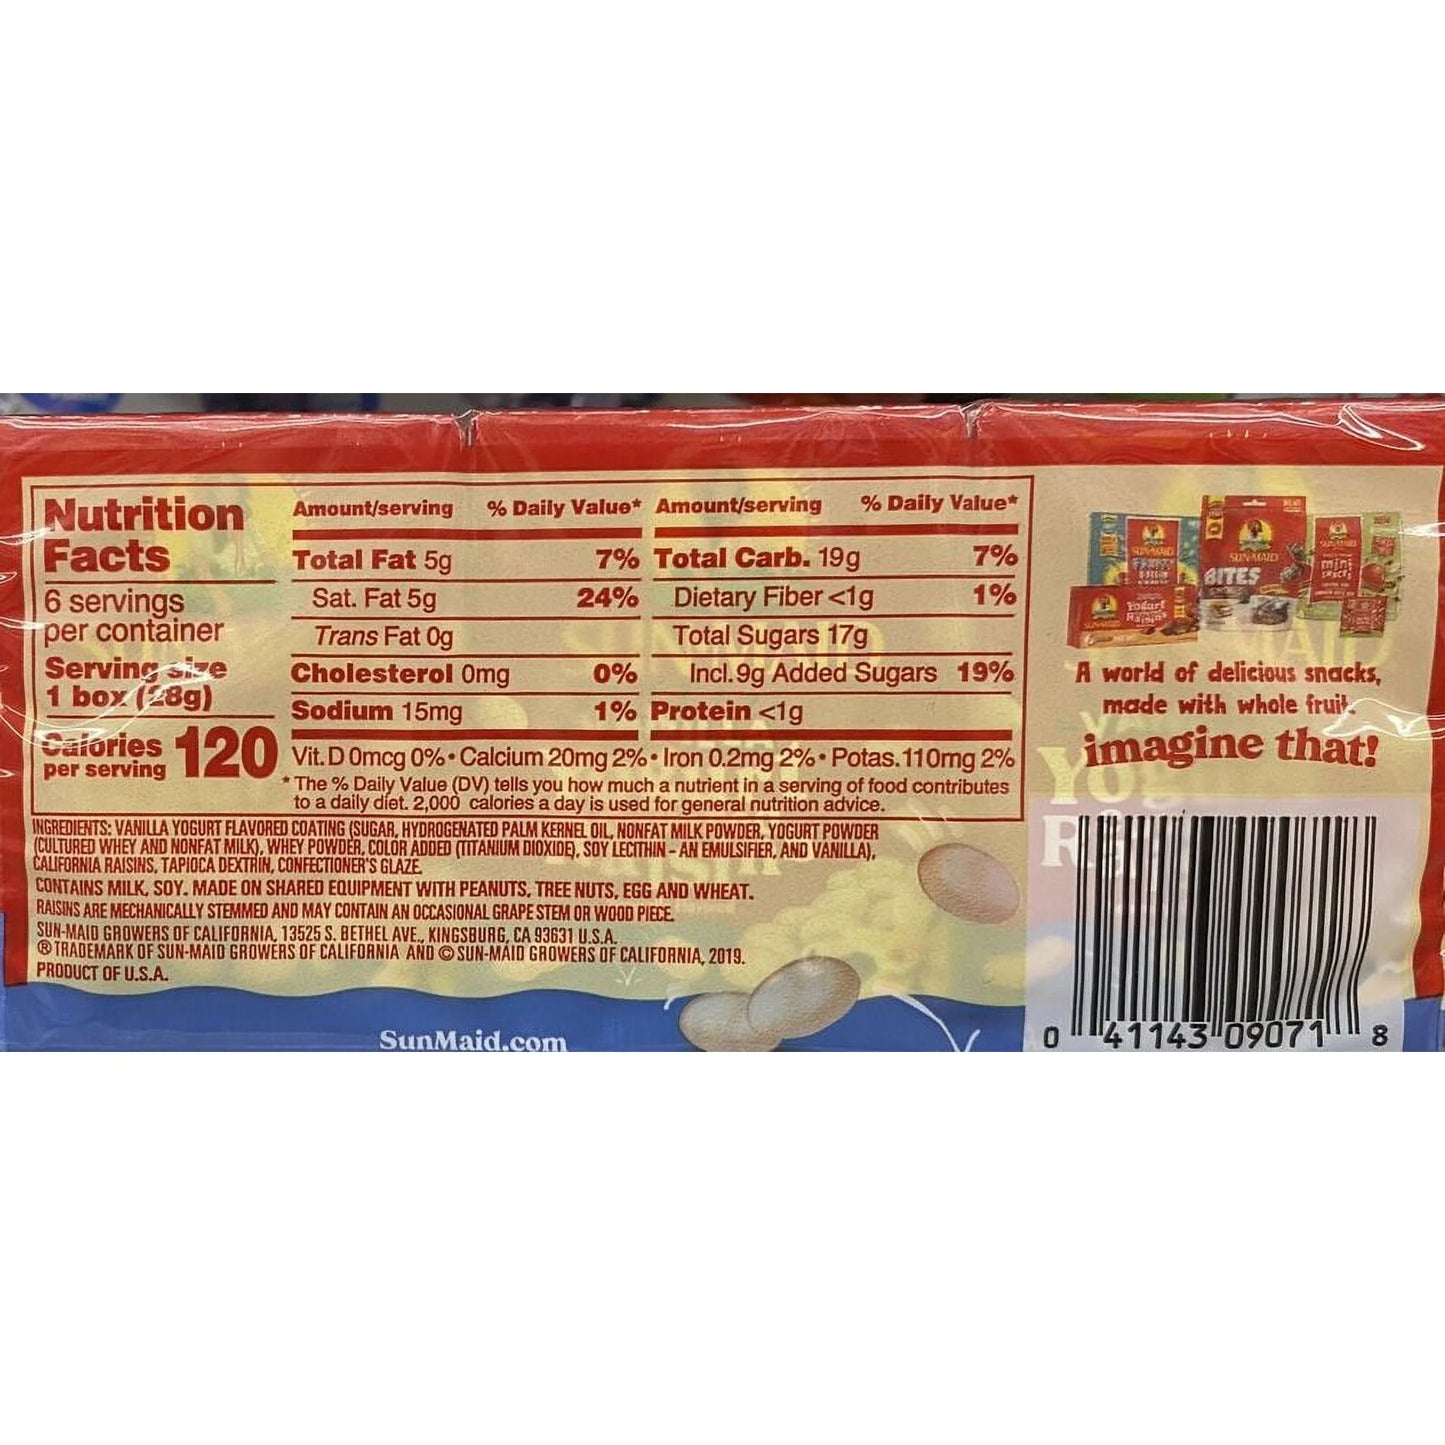 Nutrition
Facts
6 servings
per container
Serving size
1 box (28g)
Calories
per serving 120
Amount/serving % Daily Value*
Total Fat 5g 7%
Sat. Fat 5g 24%
Trans Fat 0g
Cholesterol 0mg 0%
Sodium 15mg 1%
Amount/serving % Daily Value*
Total Carb. 19g 7%
Dietary Fiber <1g 1%
Total Sugars 17g
Incl. 9g Added Sugars 19%
Protein <1g
Vit. D 0mcg 0% • Calcium 20mg 2% • Iron 0.2mg 2% • Potas. 110mg 2%
* The % Daily Value (DV) tells you how much a nutrient in a serving of food contributes
to a daily diet. 2,000 calories a day is used for general nutrition advice.
INGREDIENTS: VANILLA YOGURT FLAVORED COATING (SUGAR, HYDROGENATED PALM KERNEL OIL, NONFAT MILK POWDER, YOGURT POWDER
(CULTURED WHEY AND NONFAT MILK), WHEY POWDER, COLOR ADDED (TITANIUM DIOXIDE), SOY LECITHIN – AN EMULSIFIER, AND VANILLA),
CALIFORNIA RAISINS, TAPIOCA DEXTRIN, CONFECTIONER'S GLAZE.
CONTAINS MILK, SOY. MADE ON SHARED EQUIPMENT WITH PEANUTS, TREE NUTS, EGG AND WHEAT.
RAISINS ARE MECHANICALLY STEMMED AND MAY CONTAIN AN OCCASIONAL GRAPE STEM OR WOOD PIECE.
SUN-MAID GROWERS OF CALIFORNIA, 13525 S. BETHEL AVE., KINGSBURG, CA 93631 U.S.A.
® TRADEMARK OF SUN-MAID GROWERS OF CALIFORNIA AND © SUN-MAID GROWERS OF CALIFORNIA, 2019.
PRODUCT OF U.S.A.
SunMaid.com
SUN-MAID
BITES
SUN-MAID
mini
Yogurt
Raisins
A world of delicious snacks,
made with whole fruit.
imagine that!
0 41143 09071 8